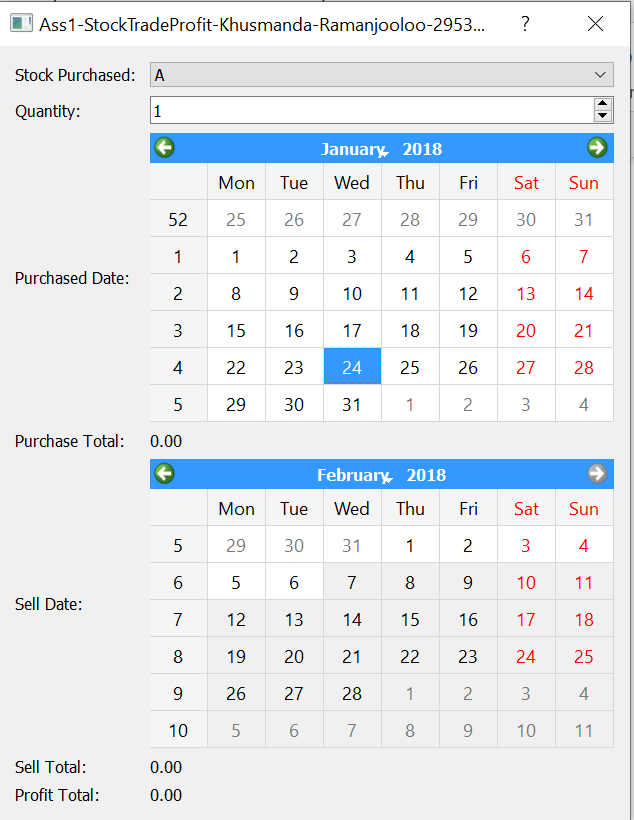 Ass1-StockTradeProfit-Khusmanda-Ramanjooloo-2953... ?
Stock Purchased: A
Quantity: 1
January 2018
Mon Tue Wed Thu Fri Sat Sun
52 25 26 27 28 29 30 31
1 1 2 3 4 5 6 7
2 8 9 10 11 12 13 14
Purchased Date:
3 15 16 17 18 19 20 21
4 22 23 24 25 26 27 28
5 29 30 31 1 2 3 4
Purchase Total: 0.00
February 2018
Mon Tue Wed Thu Fri Sat Sun
5 29 30 31 1 2 3 4
6 5 6 7 8 9 10 11
Sell Date:
7 12 13 14 15 16 17 18
8 19 20 21 22 23 24 25
9 26 27 28 1 2 3 4
10 5 6 7 8 9 10 11
Sell Total: 0.00
Profit Total: 0.00